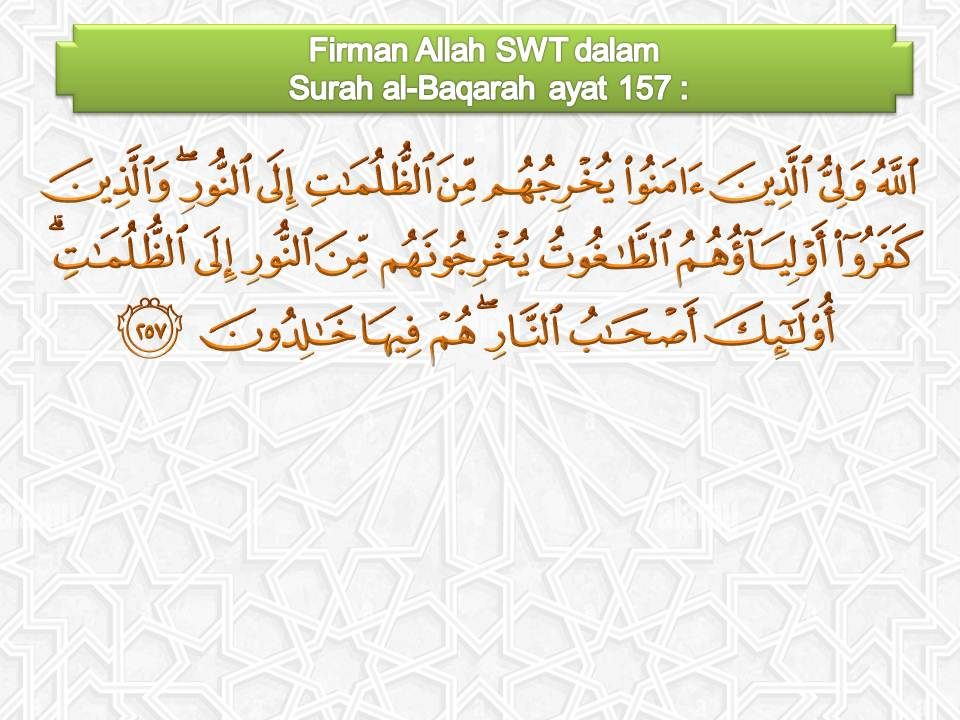 Firman Allah SWT dalam
Surah al-Baqarah ayat 157 :
ٱللَّهُ وَلِىُّ ٱلَّذِينَ ءَامَنُوا۟ يُخْرِجُهُم مِّنَ ٱلظُّلُمَـٰتِ إِلَى ٱلنُّورِ ۖ وَٱلَّذِينَ
كَفَرُوٓا۟ أَوْلِيَآؤُهُمُ ٱلطَّـٰغُوتُ يُخْرِجُونَهُم مِّنَ ٱلنُّورِ إِلَى ٱلظُّلُمَـٰتِ ۗ
أُو۟لَـٰٓئِكَ أَصْحَـٰبُ ٱلنَّارِ ۖ هُمْ فِيهَا خَـٰلِدُونَ ﴿٢٥٧﴾